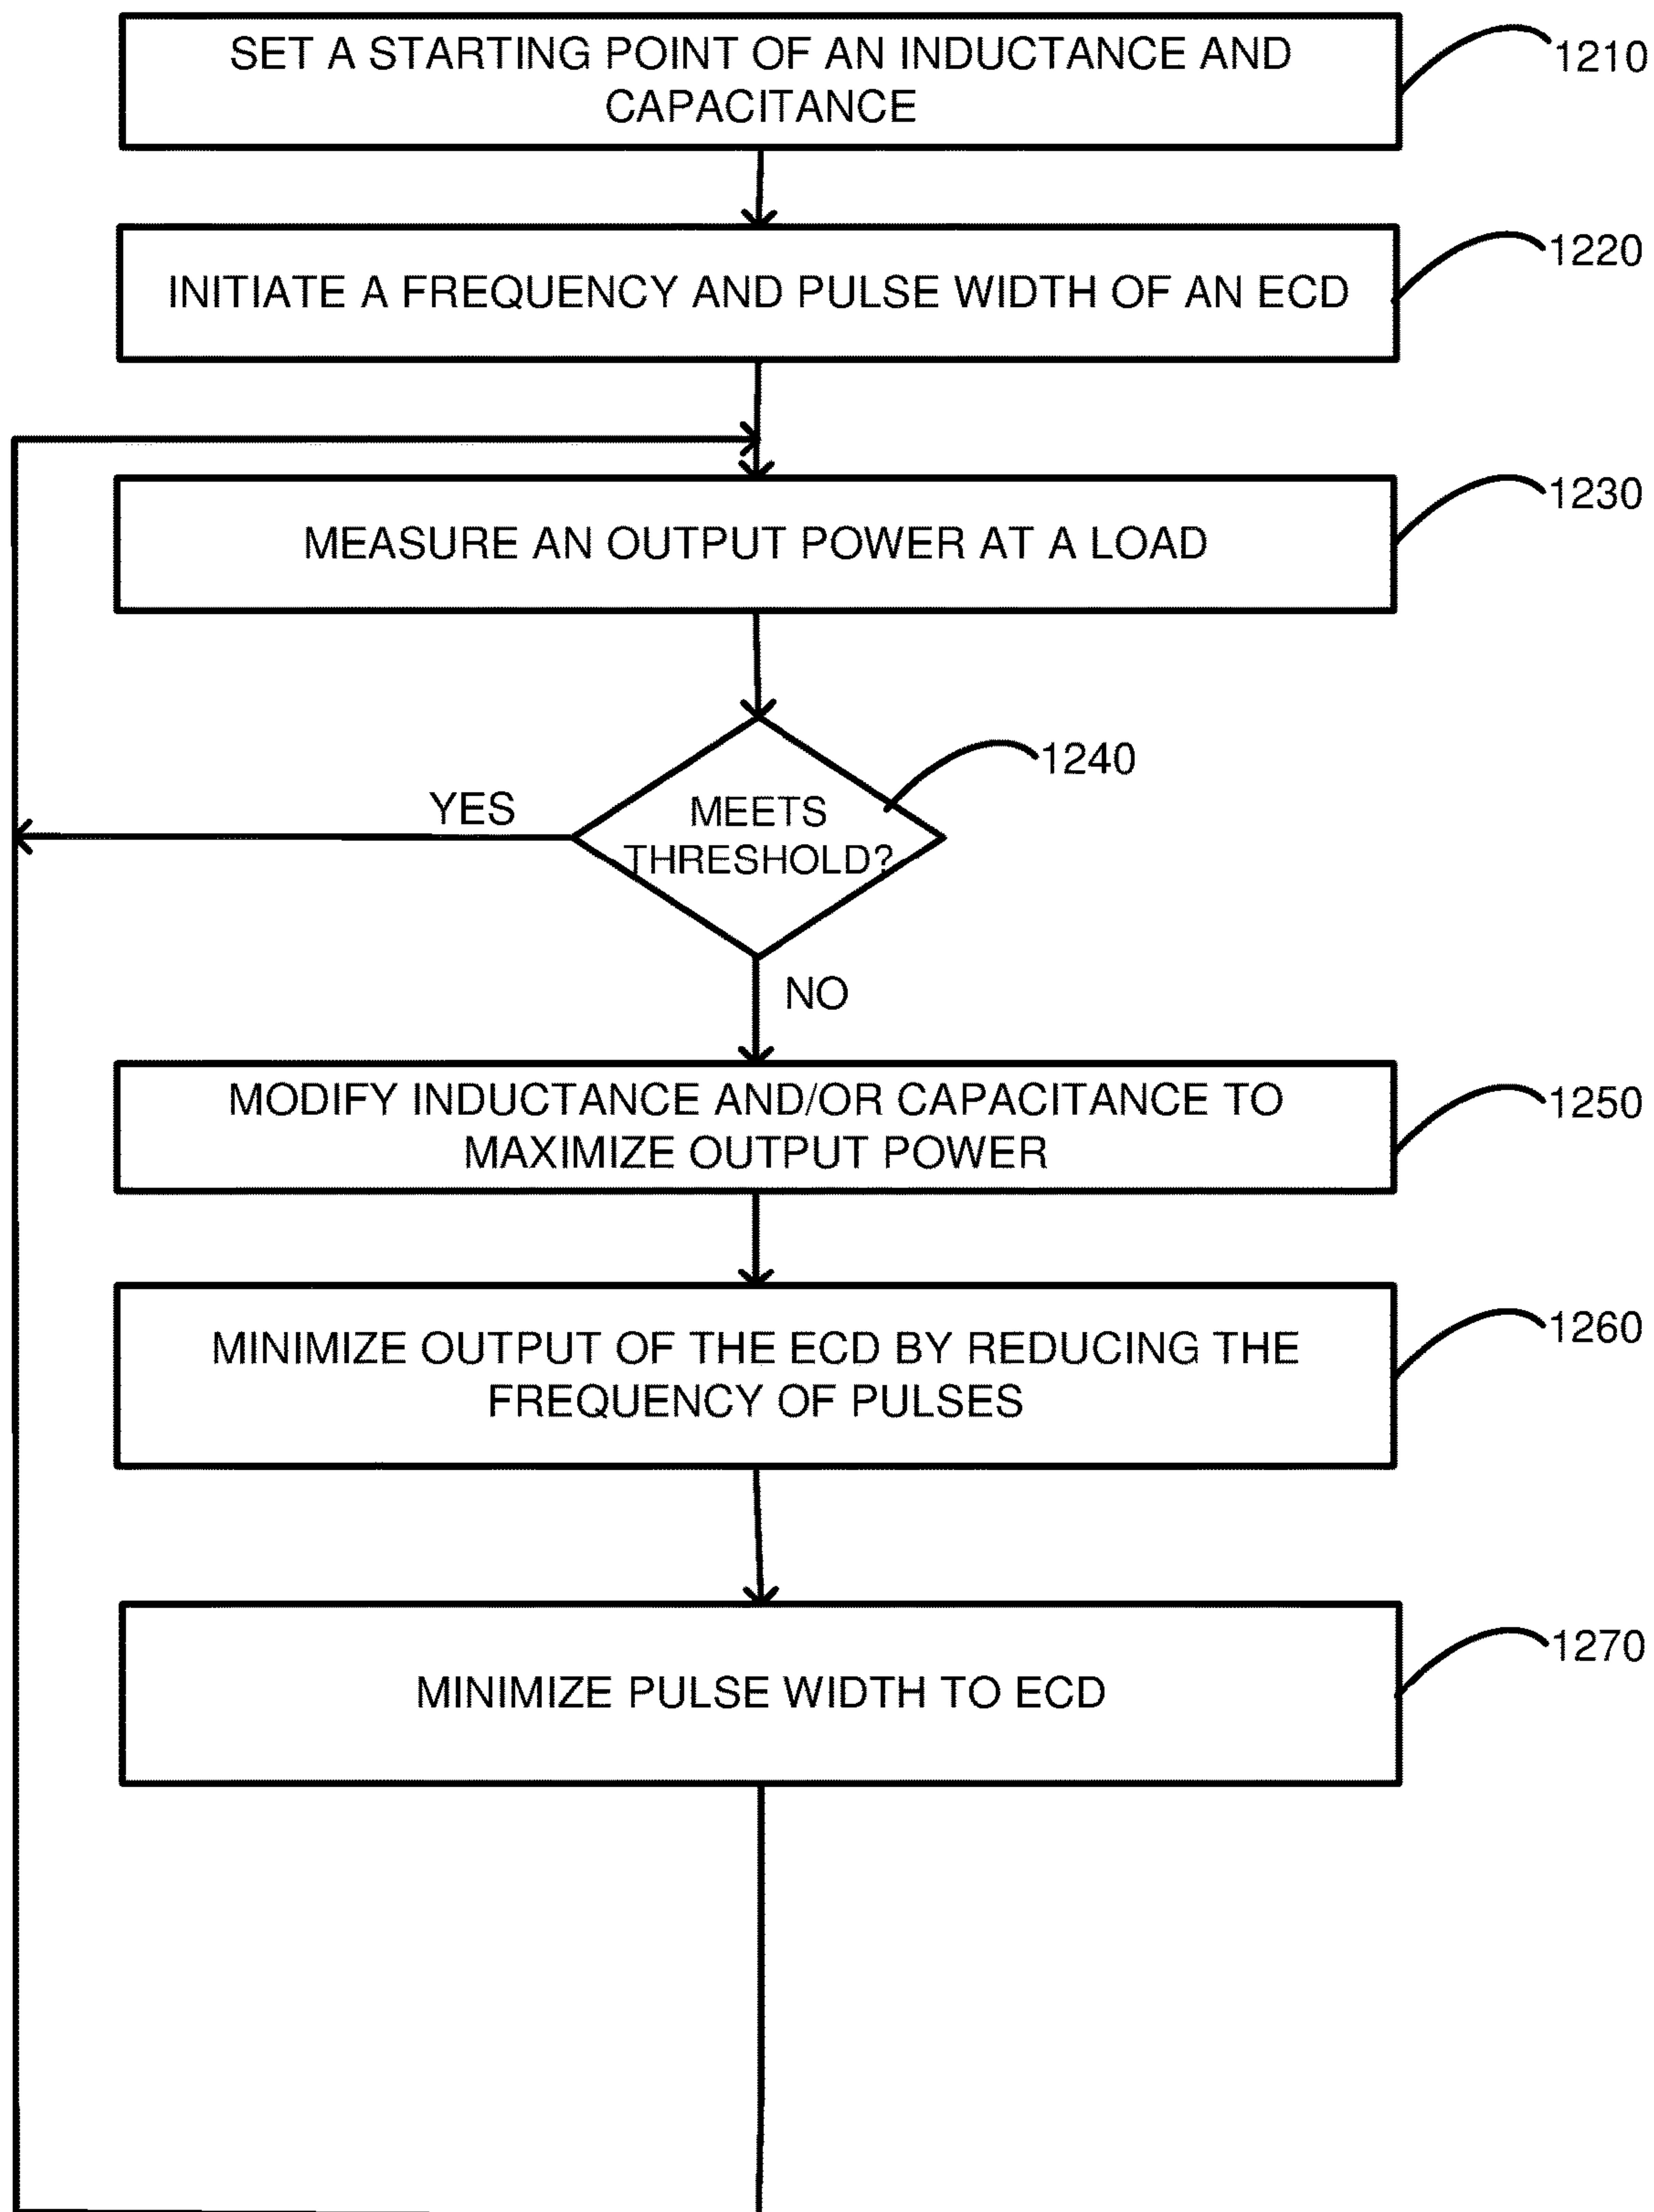 SET A STARTING POINT OF AN INDUCTANCE AND
CAPACITANCE
1210
INITIATE A FREQUENCY AND PULSE WIDTH OF AN ECD
1220
MEASURE AN OUTPUT POWER AT A LOAD
1230
1240
YES
MEETS
THRESHOLD?
NO
MODIFY INDUCTANCE AND/OR CAPACITANCE TO
MAXIMIZE OUTPUT POWER
1250
MINIMIZE OUTPUT OF THE ECD BY REDUCING THE
FREQUENCY OF PULSES
1260
MINIMIZE PULSE WIDTH TO ECD
1270